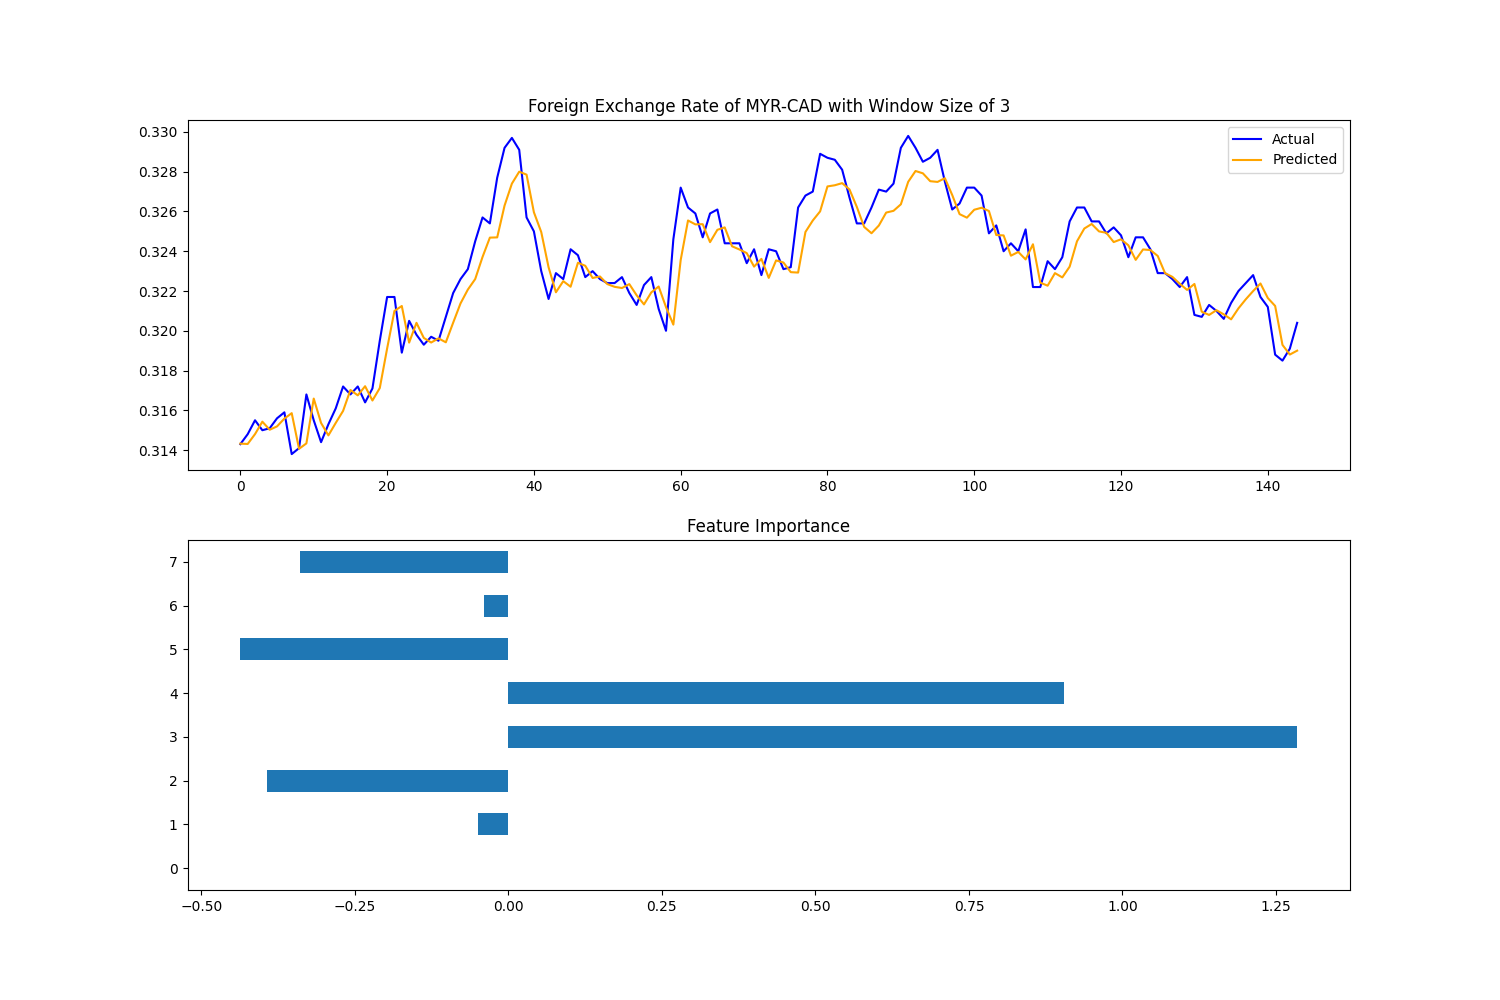 Foreign Exchange Rate of MYR-CAD with Window Size of 3
0.330
0.328
0.326
0.324
0.322
0.320
0.318
0.316
0.314
Actual
Predicted
0 20 40 60 80 100 120 140
Feature Importance
7
6
5
4
3
2
1
0
−0.50 −0.25 0.00 0.25 0.50 0.75 1.00 1.25